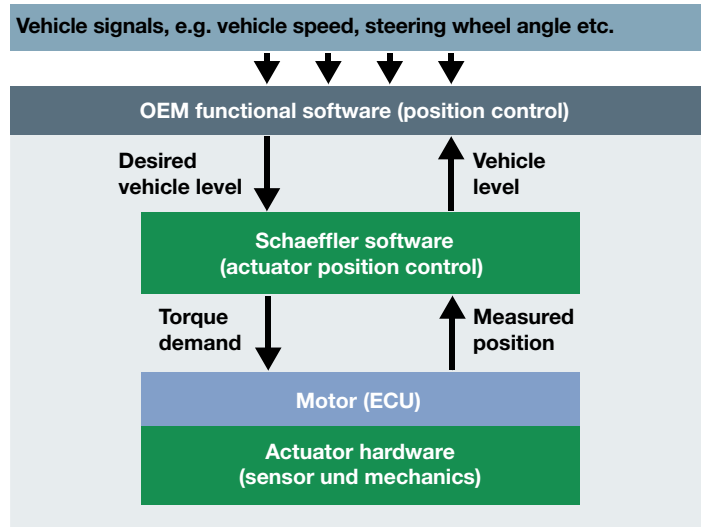 Vehicle signals, e.g. vehicle speed, steering wheel angle etc.
OEM functional software (position control)
Desired
vehicle level
Vehicle
level
Schaeffler software
(actuator position control)
Torque
demand
Measured
position
Motor (ECU)
Actuator hardware
(sensor und mechanics)